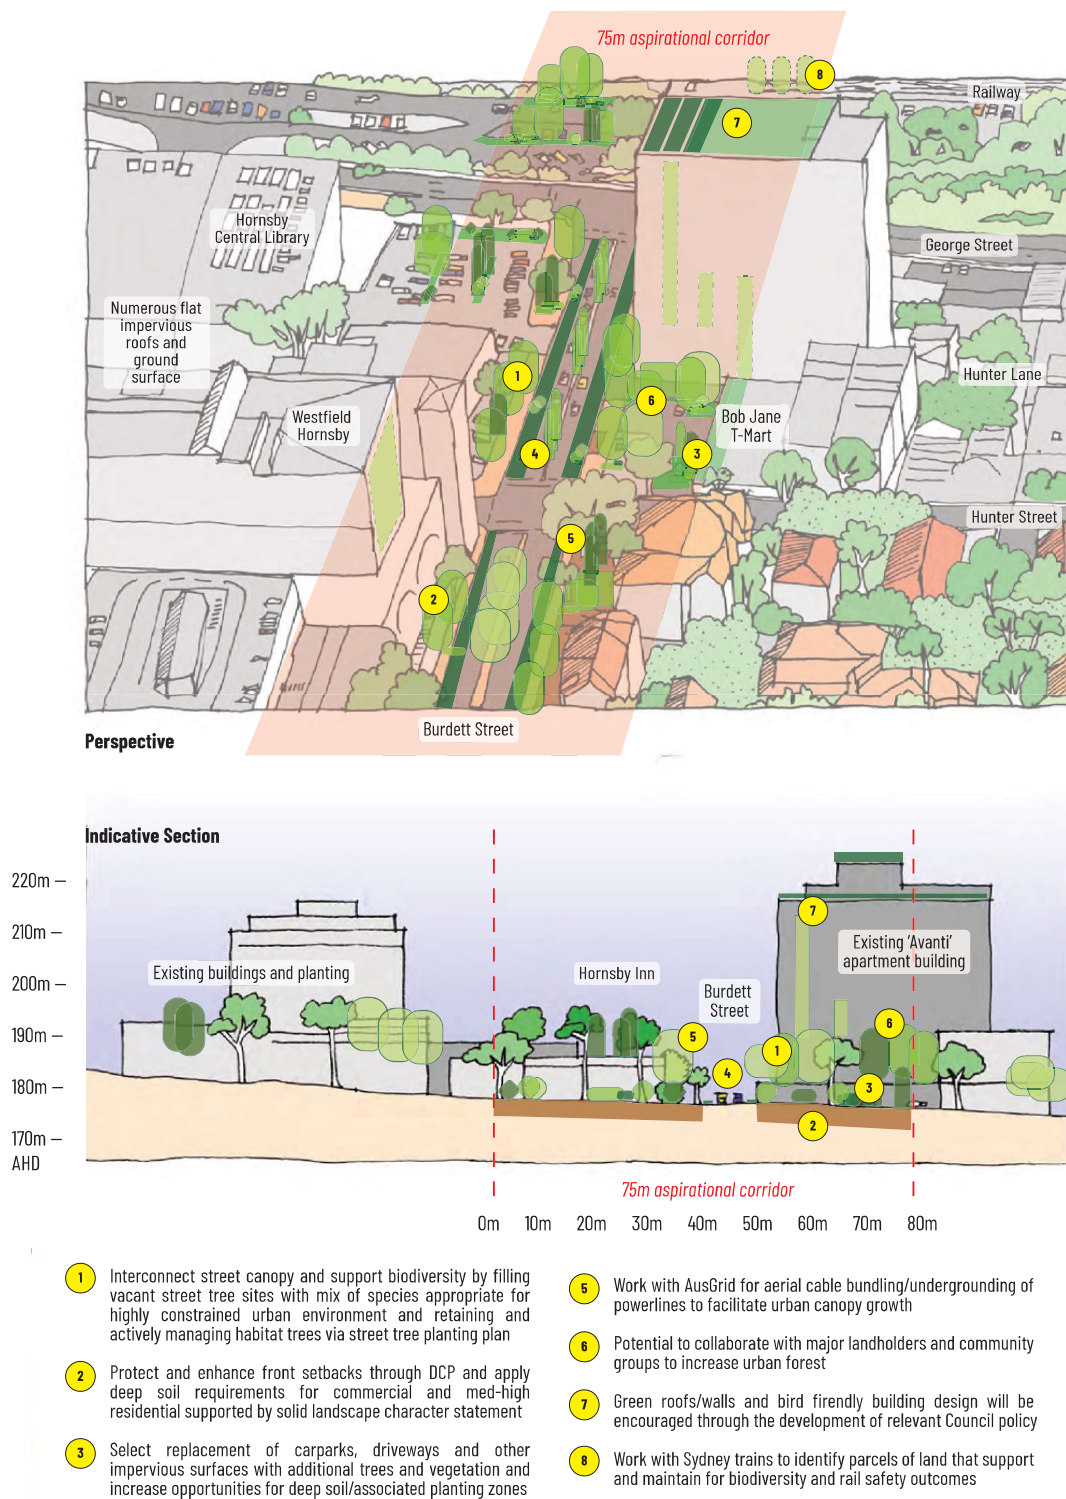 75m aspirational corridor
8
Railway
7
Hornsby
Central Library
George Street
Numerous flat
impervious
roofs and
ground
surface
1
Hunter Lane
6
Westfield
Hornsby
Bob Jane
T-Mart
4
3
Hunter Street
5
2
Burdett Street
Perspective
Indicative Section
220m
210m
200m
190m
180m
170m
AHD
7
Existing 'Avanti'
apartment building
Existing buildings and planting
Hornsby Inn
Burdett
Street
6
5
1
4
3
2
75m aspirational corridor
0m 10m 20m 30m 40m 50m 60m 70m 80m
1 Interconnect street canopy and support biodiversity by filling
vacant street tree sites with mix of species appropriate for
highly constrained urban environment and retaining and
actively managing habitat trees via street tree planting plan
2 Protect and enhance front setbacks through DCP and apply
deep soil requirements for commercial and med-high
residential supported by solid landscape character statement
3 Select replacement of carparks, driveways and other
impervious surfaces with additional trees and vegetation and
increase opportunities for deep soil/associated planting zones
5 Work with AusGrid for aerial cable bundling/undergrounding of
powerlines to facilitate urban canopy growth
6 Potential to collaborate with major landholders and community
groups to increase urban forest
7 Green roofs/walls and bird firendly building design will be
encouraged through the development of relevant Council policy
8 Work with Sydney trains to identify parcels of land that support
and maintain for biodiversity and rail safety outcomes